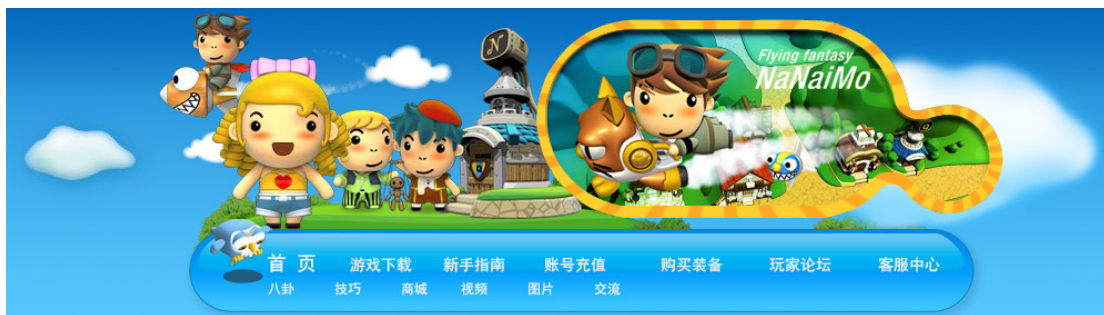 N
Flying fantasy
NaNaiMo
首 页 游戏下载 新手指南 账号充值 购买装备 玩家论坛 客服中心
八卦 技巧 商城 视频 图片 交流